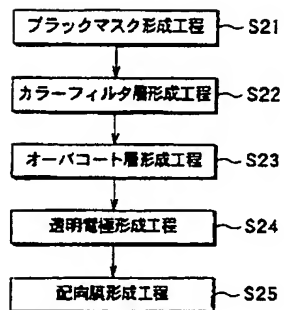 ブラックマスク形成工程 S21
カラーフィルタ層形成工程 S22
オーバコート層形成工程 S23
透明電極形成工程 S24
配向膜形成工程 S25